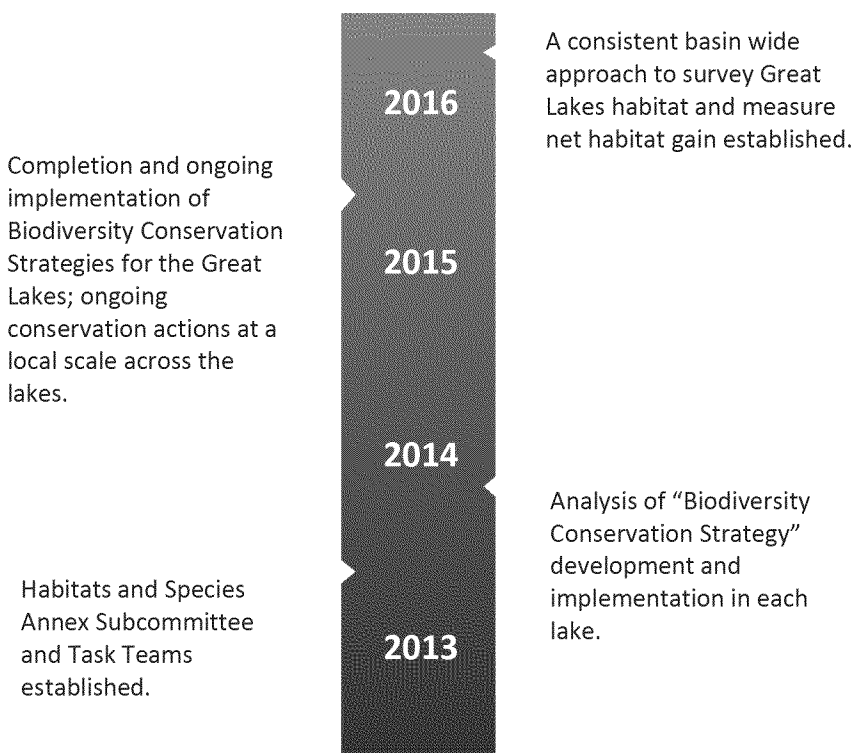 2016
A consistent basin wide
approach to survey Great
Lakes habitat and measure
net habitat gain established.
Completion and ongoing
implementation of
Biodiversity Conservation
Strategies for the Great
Lakes; ongoing
conservation actions at a
local scale across the
lakes.
2015
2014
Analysis of “Biodiversity
Conservation Strategy”
development and
implementation in each
lake.
Habitats and Species
Annex Subcommittee
and Task Teams
established.
2013